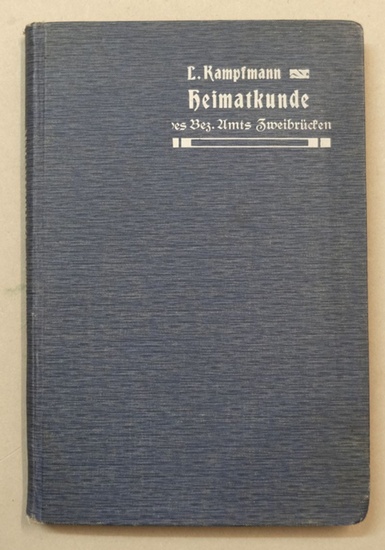 L. Kampfmann
Heimatkunde
des Bez. Amts Zweibrücken